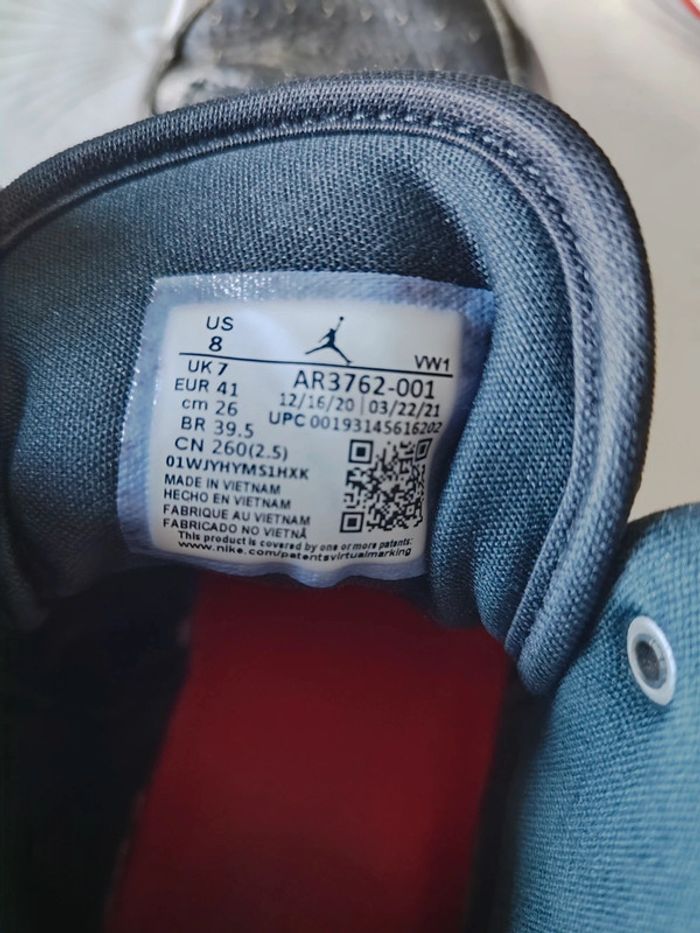 US
8
VW1
UK 7
EUR 41
cm 26
BR 39.5
CN 260(2.5)
AR3762-001
12/16/20 | 03/22/21
UPC 00193145616202
01WJYHYMS1HXK
MADE IN VIETNAM
HECHO EN VIETNAM
FABRIQUE AU VIETNAM
FABRICADO NO VIETNÃ
This product is covered by one or more patents:
www.nike.com/patentsvirtualmarking